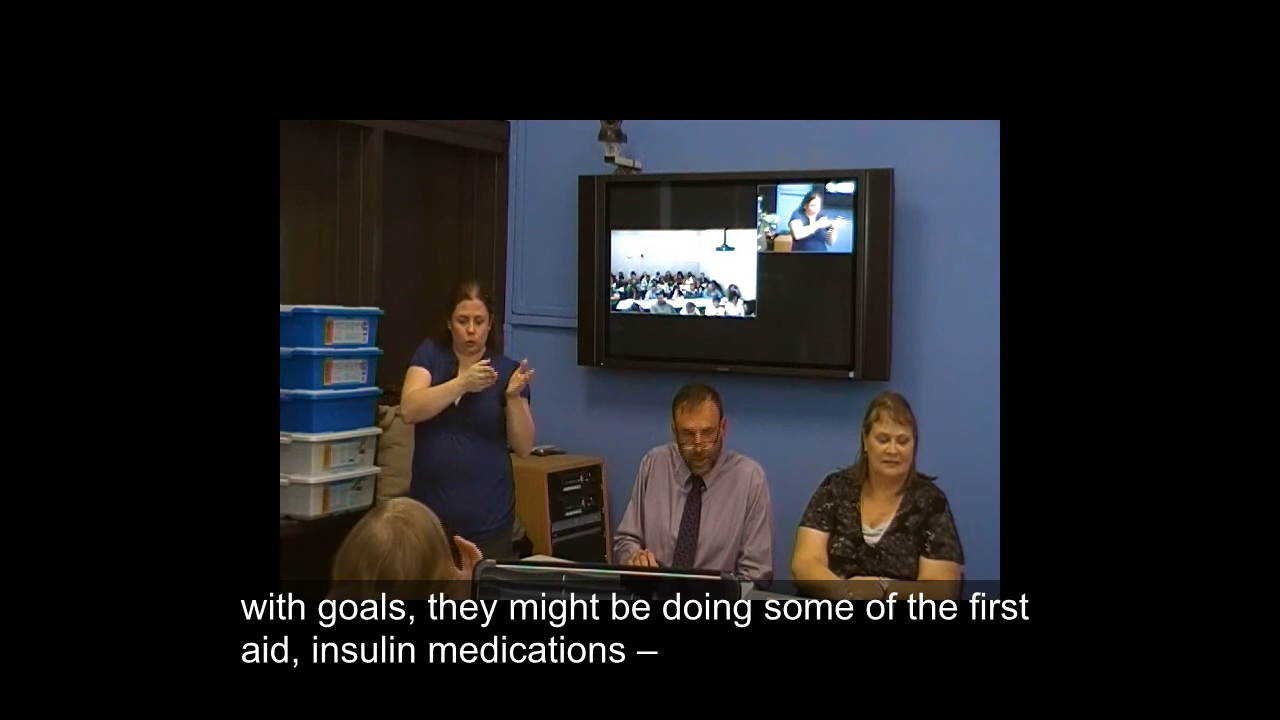 with goals, they might be doing some of the first
aid, insulin medications –